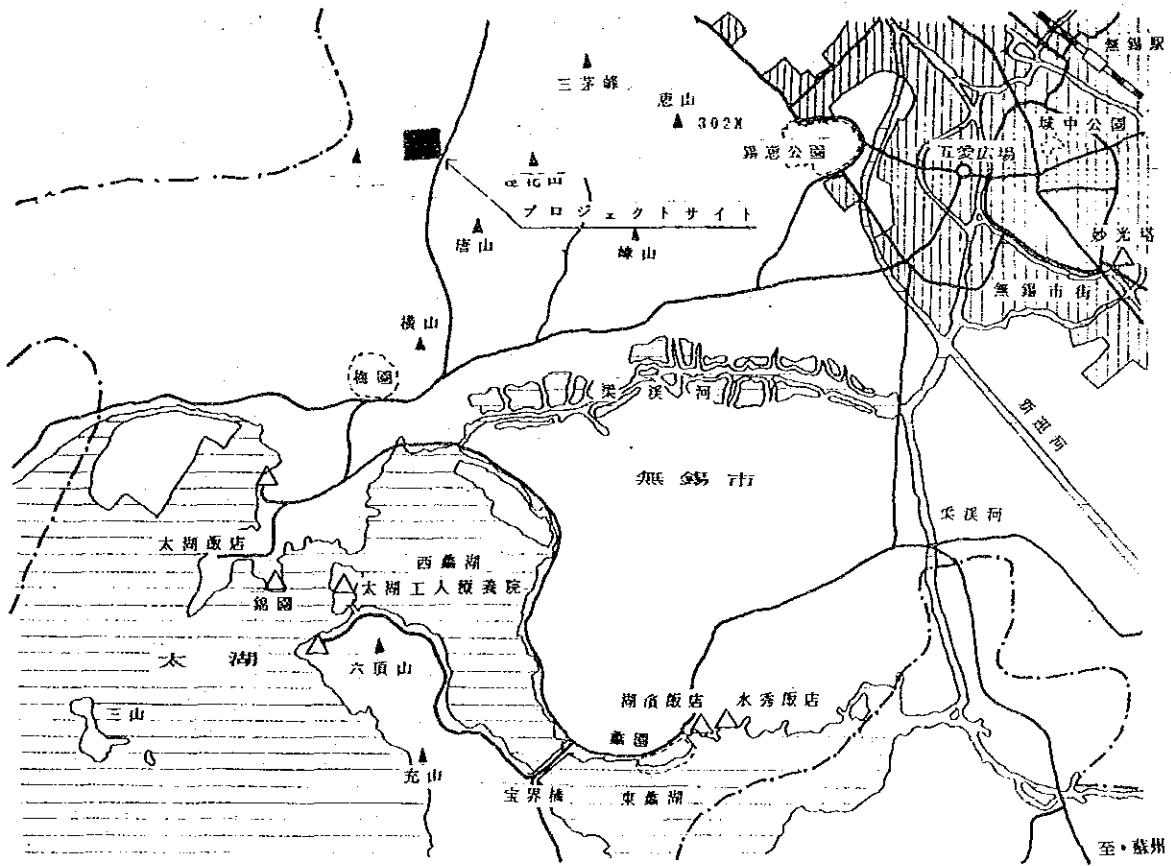 無錫駅
三茅峰
恵山
302M
城中公園
錫恵公園
五愛広場
プロジェクトサイト
唐山
妙光塔
無錫市街
横山
梅園
梁渓河
新運河
無錫市
梁渓河
太湖飯店
西蠡湖
太湖工人療養院
錦園
太湖
六頂山
湖濱飯店
水秀飯店
三山
蠡園
充山
宝界橋
東蠡湖
至・蘇州